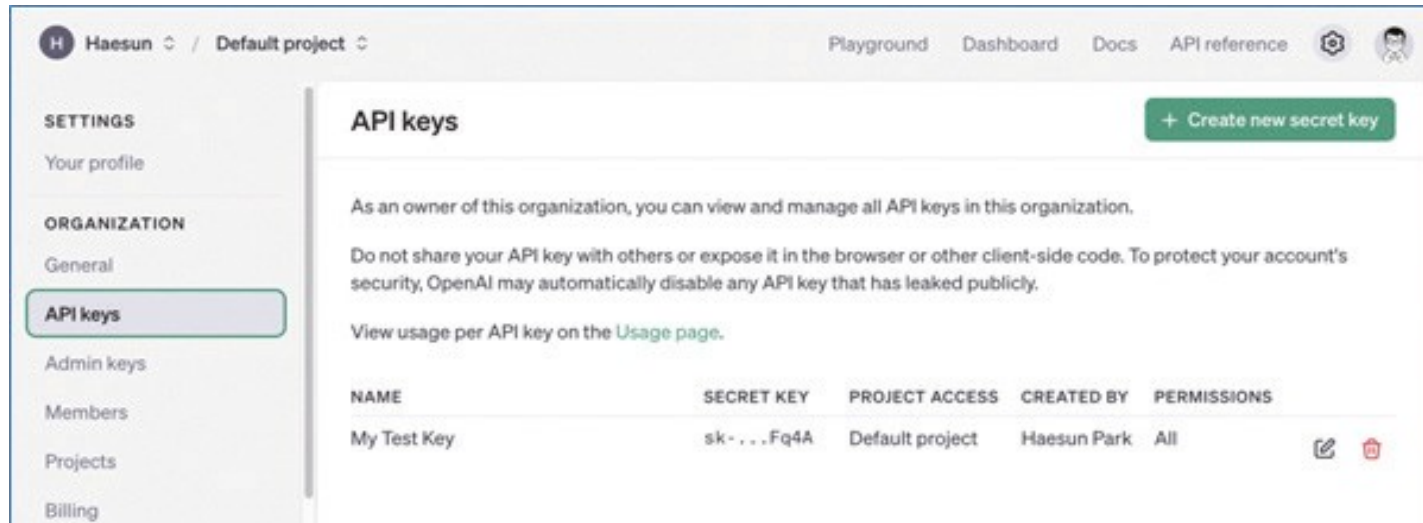 H Haesun / Default project Playground Dashboard Docs API reference
SETTINGS
Your profile
ORGANIZATION
General
API keys
Admin keys
Members
Projects
Billing
API keys
+ Create new secret key
As an owner of this organization, you can view and manage all API keys in this organization.
Do not share your API key with others or expose it in the browser or other client-side code. To protect your account's
security, OpenAI may automatically disable any API key that has leaked publicly.
View usage per API key on the Usage page.
NAME SECRET KEY PROJECT ACCESS CREATED BY PERMISSIONS
My Test Key sk-...Fq4A Default project Haesun Park All